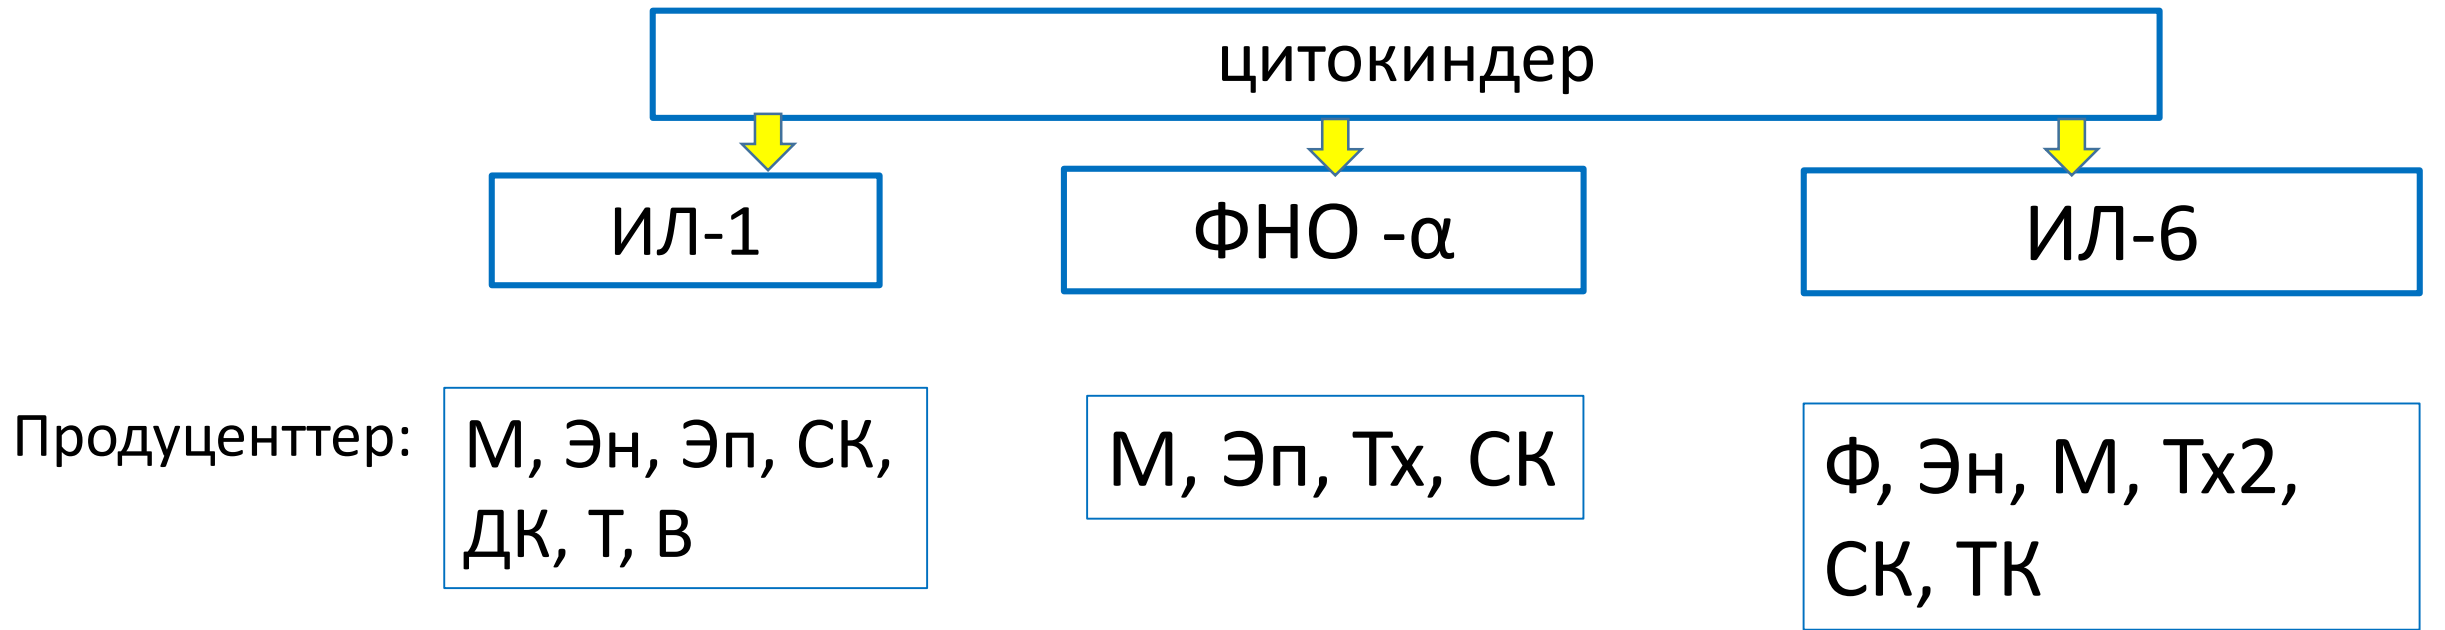 цитокиндер
ИЛ-1
ФНО -α
ИЛ-6
Продуценттер:
М, Эн, Эп, СК,
ДК, Т, В
М, Эп, Тх, СК
Ф, Эн, М, Тх2,
СК, ТК